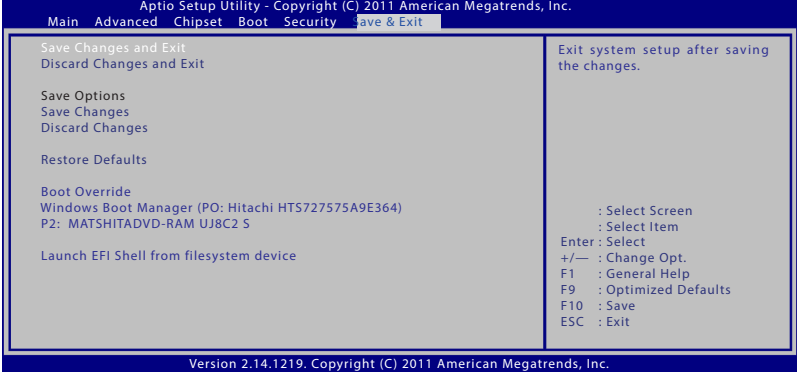 Aptio Setup Utility - Copyright (C) 2011 American Megatrends, Inc.
Main Advanced Chipset Boot Security Save & Exit
Save Changes and Exit
Discard Changes and Exit
Save Options
Save Changes
Discard Changes
Restore Defaults
Boot Override
Windows Boot Manager (PO: Hitachi HTS727575A9E364)
P2: MATSHITADVD-RAM UJ8C2 S
Launch EFI Shell from filesystem device
Exit system setup after saving
the changes.
: Select Screen
: Select Item
Enter : Select
+/— : Change Opt.
F1 : General Help
F9 : Optimized Defaults
F10 : Save
ESC : Exit
Version 2.14.1219. Copyright (C) 2011 American Megatrends, Inc.